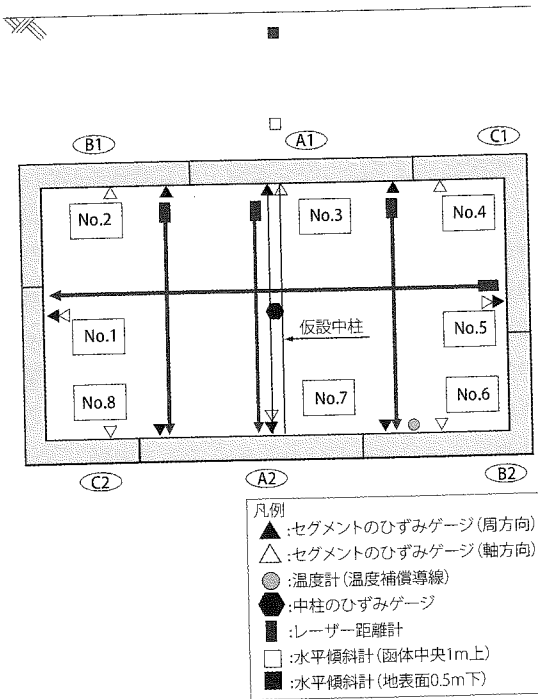 B1
A1
C1
No.2
No.3
No.4
No.1
仮設中柱
No.5
No.8
No.7
No.6
C2
A2
B2
凡例
▲:セグメントのひずみゲージ(周方向)
△:セグメントのひずみゲージ(軸方向)
:温度計(温度補償導線)
:中柱のひずみゲージ
:レーザー距離計
□:水平傾斜計(函体中央1m上)
■:水平傾斜計(地表面0.5m下)